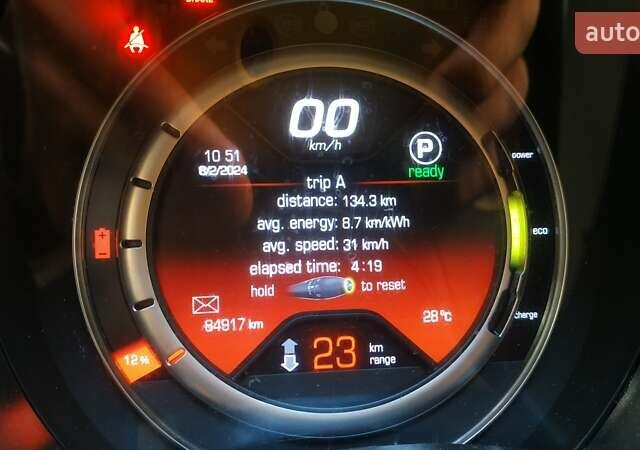 auto
00
km/h
10 51
8/2/2024
P
ready
power
trip A
distance: 134.3 km
avg. energy: 8.7 km/kWh
avg. speed: 31 km/h
elapsed time: 4:19
hold to reset
eco
84917 km
28°C
charge
12%
23 km
range